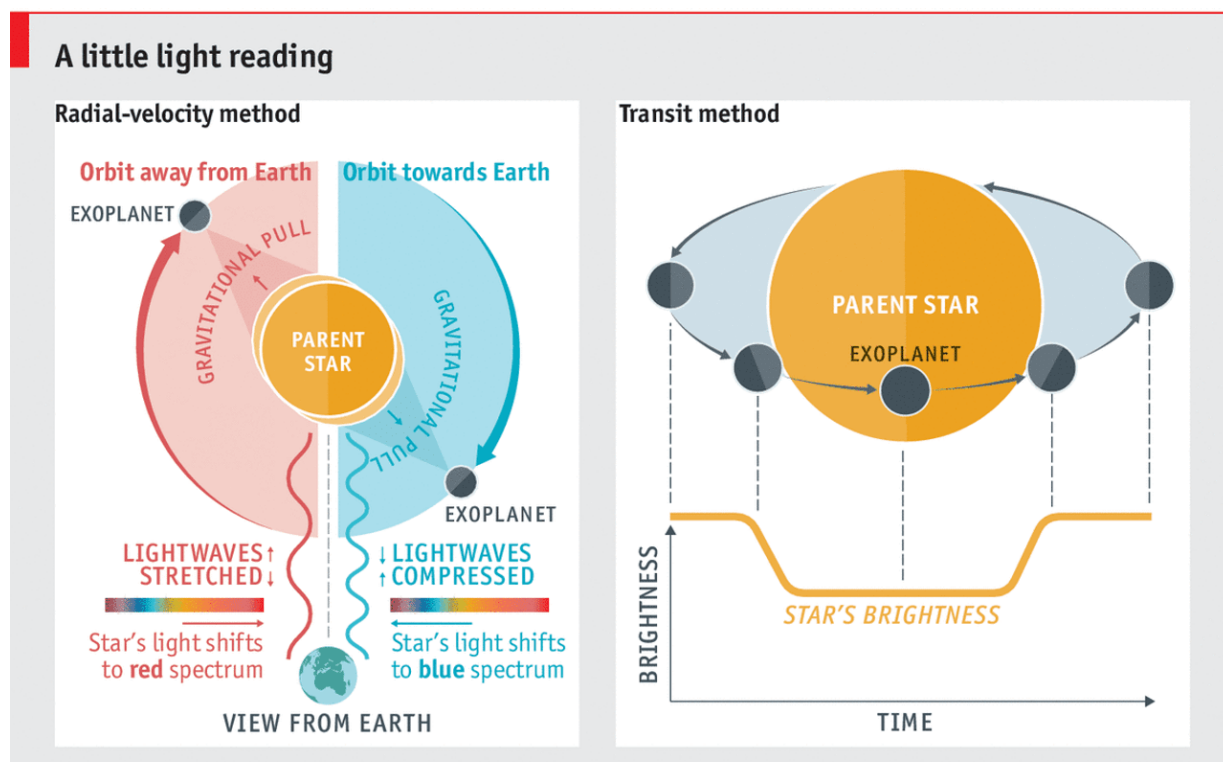 A little light reading
Radial-velocity method
Orbit away from Earth
Orbit towards Earth
EXOPLANET
GRAVITATIONAL PULL
GRAVITATIONAL PULL
PARENT
STAR
EXOPLANET
LIGHTWAVES↑
STRETCHED↓
↓LIGHTWAVES
↑COMPRESSED
Star's light shifts
to red spectrum
Star's light shifts
to blue spectrum
VIEW FROM EARTH
Transit method
PARENT STAR
EXOPLANET
BRIGHTNESS
STAR'S BRIGHTNESS
TIME